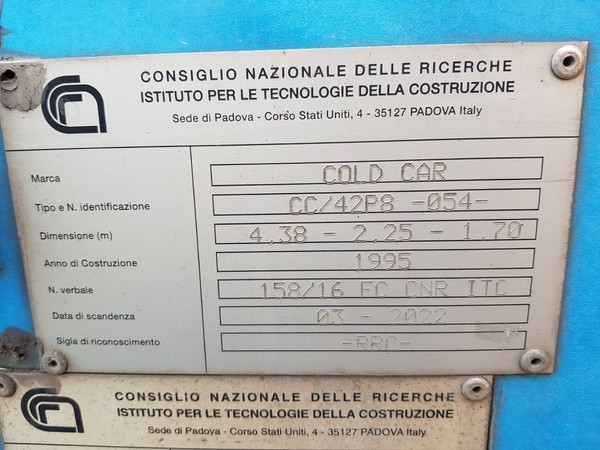 CONSIGLIO NAZIONALE DELLE RICERCHE
ISTITUTO PER LE TECNOLOGIE DELLA COSTRUZIONE
Sede di Padova - Corso Stati Uniti, 4 - 35127 PADOVA Italy
Marca COLD CAR
Tipo e N. identificazione CC/42P8 -054-
Dimensione (m) 4.38 - 2.25 - 1.70
Anno di Costruzione 1995
N. verbale 158/16 FC CNR ITC
Data di scandenza 03 - 2022
Sigla di riconoscimento -RRC-
CONSIGLIO NAZIONALE DELLE RICERCHE
ISTITUTO PER LE TECNOLOGIE DELLA COSTRUZIONE
Sede di Padova - Corso Stati Uniti, 4 - 35127 PADOVA Italy